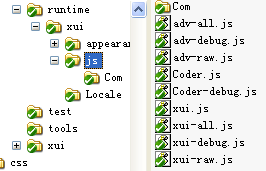 runtime
xui
appearan
js
Com
Locale
test
tools
xui
css
Com
adv-all.js
adv-debug.js
adv-raw.js
Coder.js
Coder-debug.js
xui.js
xui-all.js
xui-debug.js
xui-raw.js